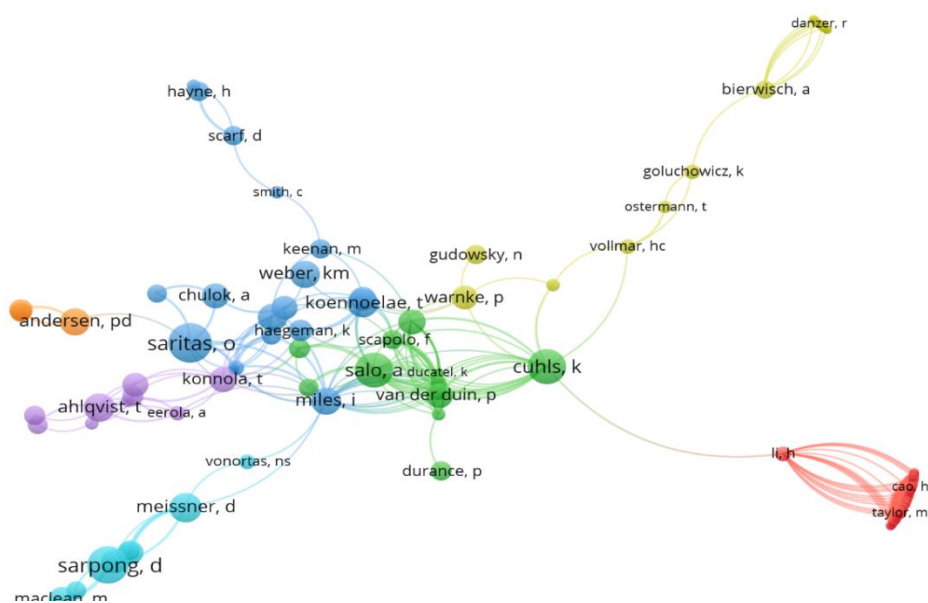 danzer, r
hayne, h
bierwisch, a
scarf, d
goluchowicz, k
smith, c
ostermann, t
keenan, m
vollmar, hc
gudowsky, n
weber, km
chulok, a
koennoelae, t
warnke, p
andersen, pd
haegeman, k
saritas, o
scapolo, f
salo, a
ducatel, k
cuhls, k
konnola, t
van der duin, p
miles, i
ahlqvist, t
eerola, a
li, h
vonortas, ns
durance, p
cao, h
meissner, d
taylor, m
sarpong, d
maclean, m